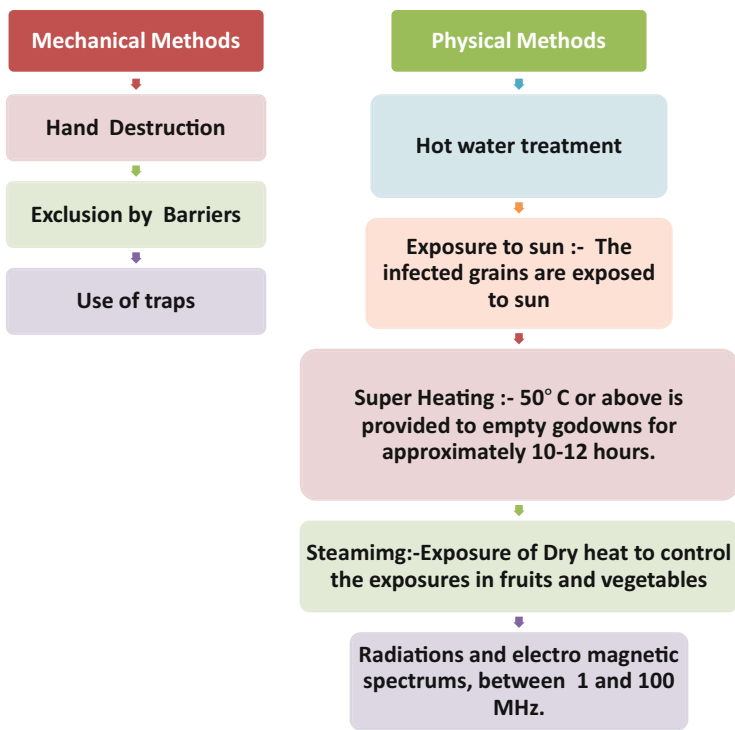 Mechanical Methods
Hand Destruction
Exclusion by Barriers
Use of traps
Physical Methods
Hot water treatment
Exposure to sun :- The
infected grains are exposed
to sun
Super Heating :- 50° C or above is
provided to empty godowns for
approximately 10-12 hours.
Steamimg:-Exposure of Dry heat to control
the exposures in fruits and vegetables
Radiations and electro magnetic
spectrums, between 1 and 100
MHz.